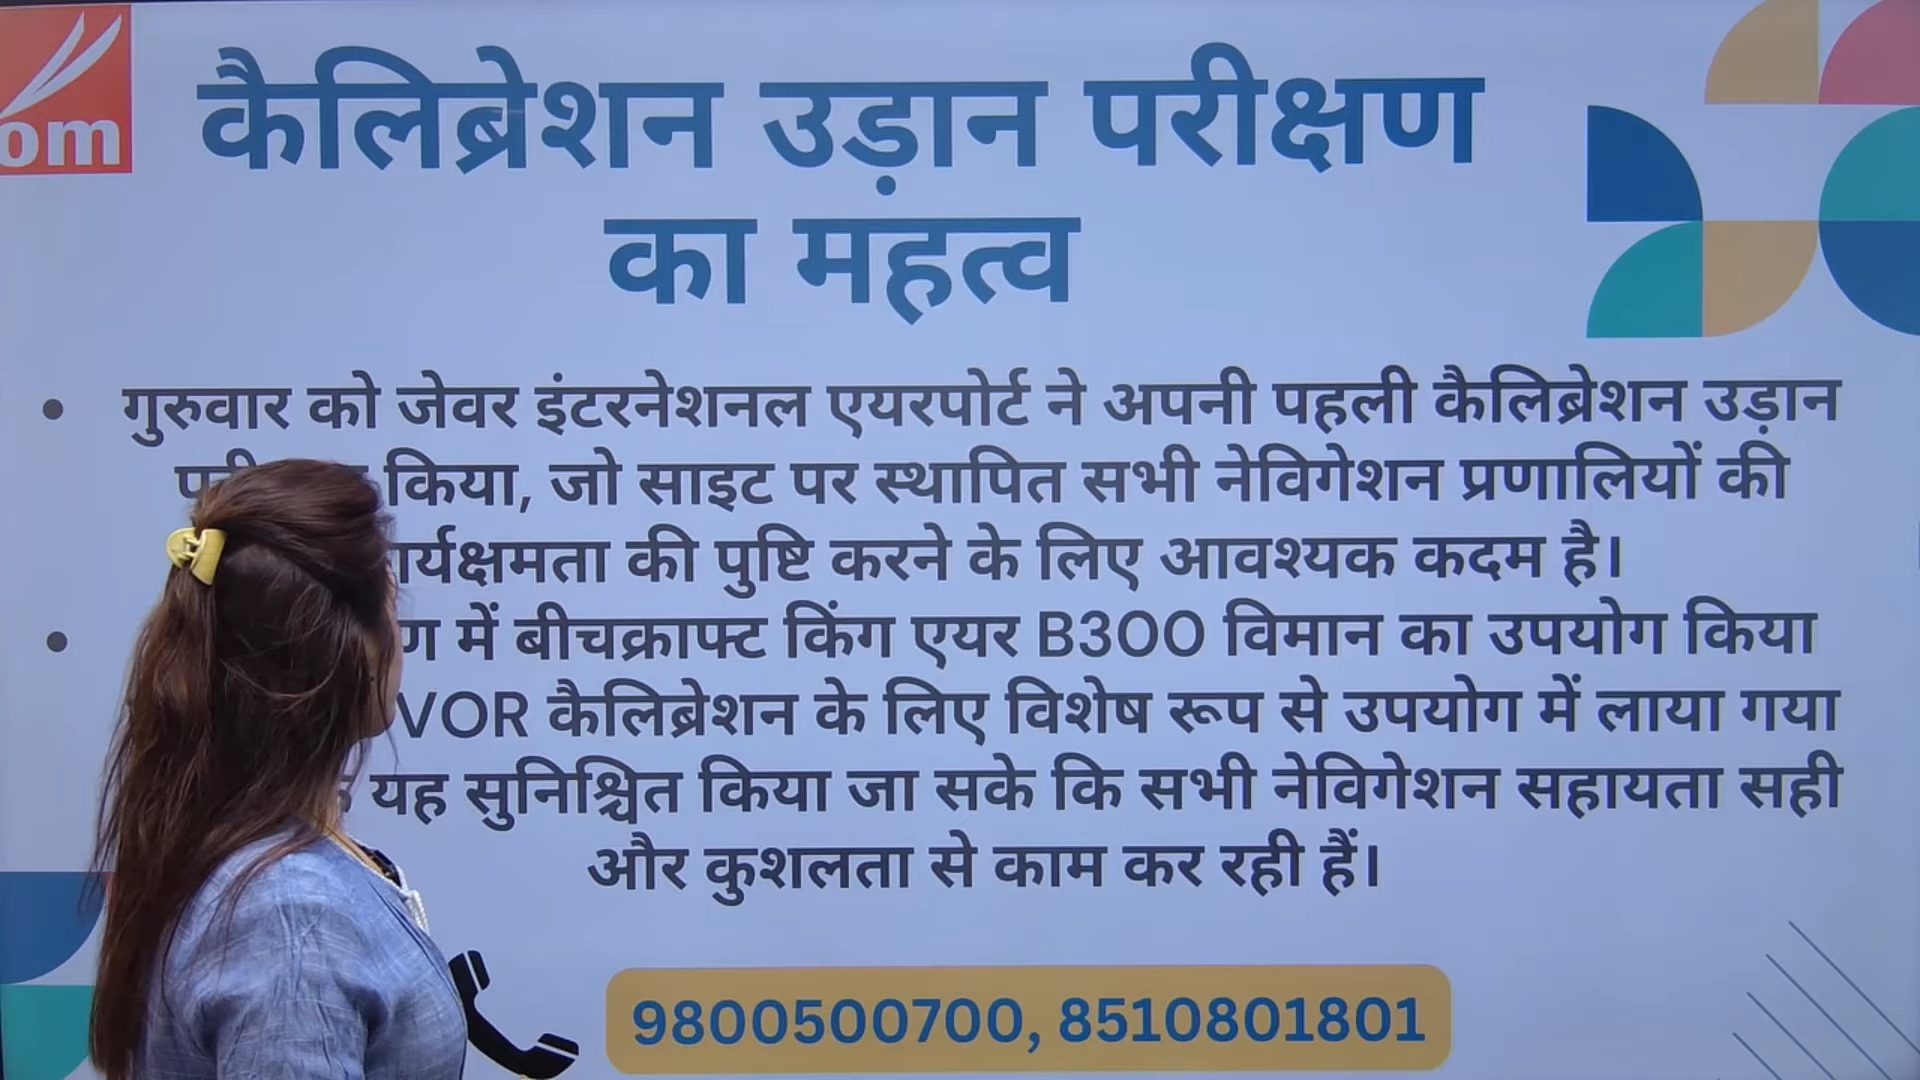 om
कैलिब्रेशन उड़ान परीक्षण
का महत्व
• गुरुवार को जेवर इंटरनेशनल एयरपोर्ट ने अपनी पहली कैलिब्रेशन उड़ान
किया, जो साइट पर स्थापित सभी नेविगेशन प्रणालियों की
की पुष्टि करने के लिए आवश्यक कदम है।
• में बीचक्राफ्ट किंग एयर B300 विमान का उपयोग किया
VOR कैलिब्रेशन के लिए विशेष रूप से उपयोग में लाया गया
यह सुनिश्चित किया जा सके कि सभी नेविगेशन सहायता सही
और कुशलता से काम कर रही हैं।
9800500700, 8510801801